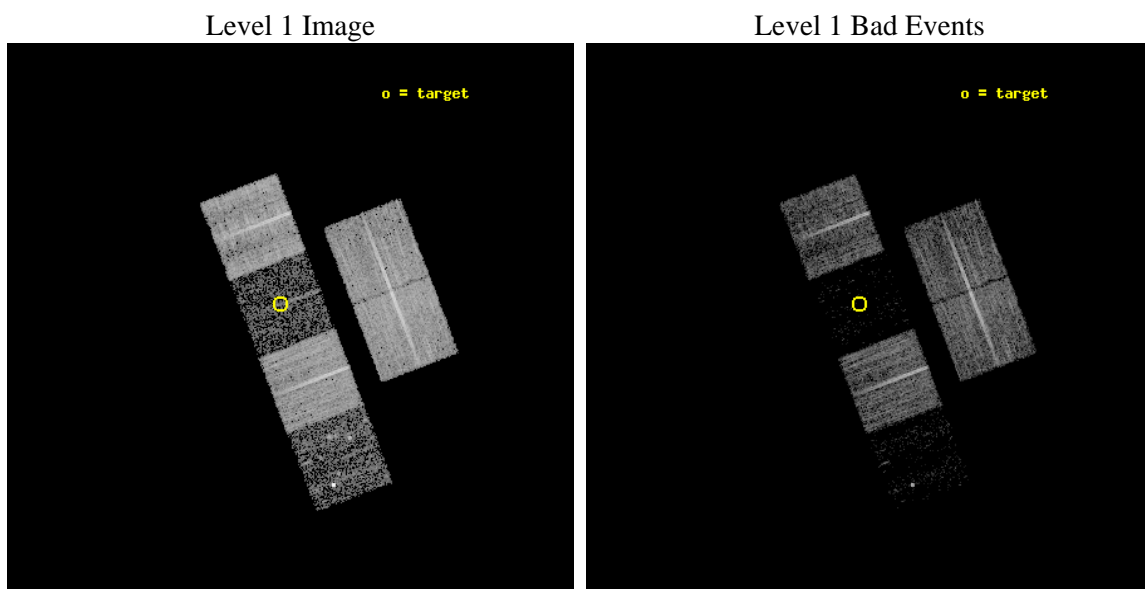 Level 1 Image
Level 1 Bad Events
o = target
o = target